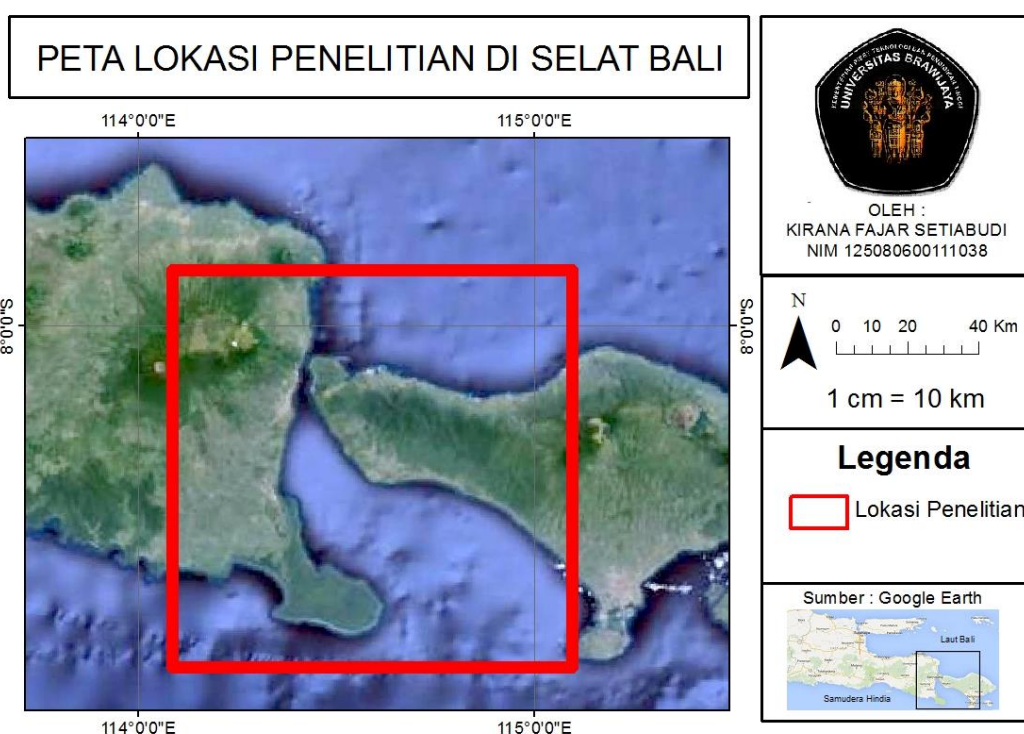 PETA LOKASI PENELITIAN DI SELAT BALI
114°0'0"E
115°0'0"E
8°0'0"S
8°0'0"S
114°0'0"E
115°0'0"E
UNIVERSITAS BRAWIJAYA
OLEH :
KIRANA FAJAR SETIABUDI
NIM 125080600111038
N
0 10 20 40 Km
1 cm = 10 km
Legenda
Lokasi Penelitian
Sumber : Google Earth
Laut Bali
Samudera Hindia